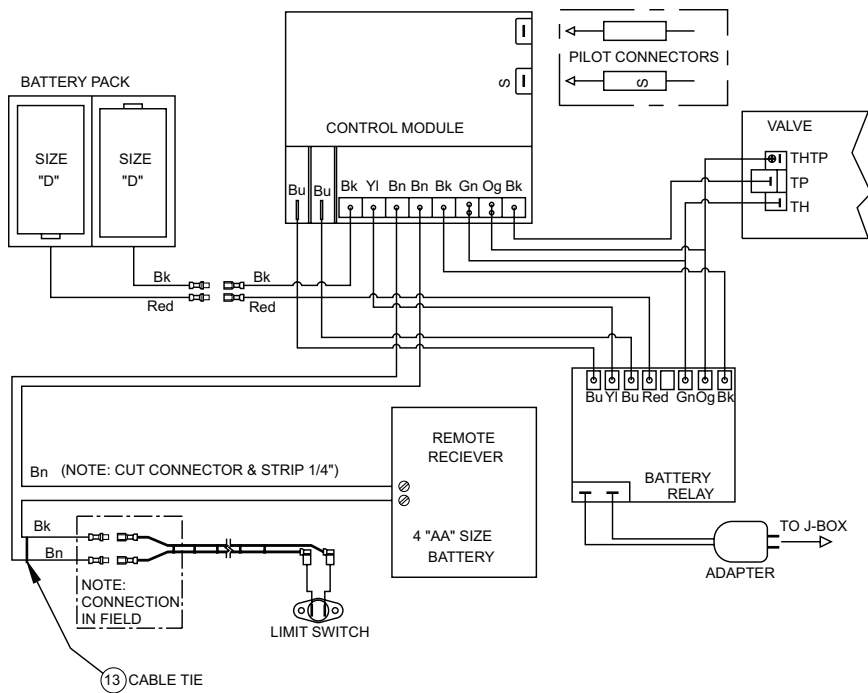 BATTERY PACK
SIZE
"D"
SIZE
"D"
CONTROL MODULE
S
PILOT CONNECTORS
S
VALVE
THTP
TP
TH
Bu
Bu
Bk
Yl
Bn
Bn
Bk
Gn
Og
Bk
Bk
Red
Bk
Red
Bu
Yl
Bu
Red
Gn
Og
Bk
BATTERY
RELAY
TO J-BOX
ADAPTER
REMOTE
RECIEVER
4 "AA" SIZE
BATTERY
Bn
(NOTE: CUT CONNECTOR & STRIP 1/4")
Bk
Bn
NOTE:
CONNECTION
IN FIELD
LIMIT SWITCH
13 CABLE TIE